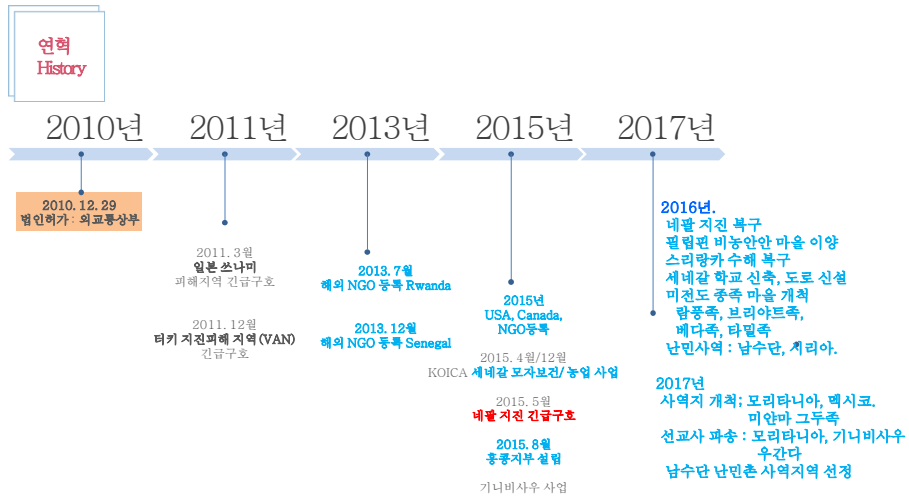 연혁
History
2010년
2011년
2013년
2015년
2017년
2010. 12. 29
법인허가 : 외교통상부
2011. 3월
일본 쓰나미
피해지역 긴급구호
2011. 12월
터키 지진피해 지역(VAN)
긴급구호
2013. 7월
해외 NGO 등록 Rwanda
2013. 12월
해외 NGO 등록 Senegal
2015년
USA, Canada,
NGO등록
2015. 4월/12월
KOICA 세네갈 모자보건/ 농업 사업
2015. 5월
네팔 지진 긴급구호
2015. 8월
홍콩지부 설립
기니비사우 사업
2016년.
네팔 지진 복구
필립핀 비농안안 마을 이양
스리랑카 수해 복구
세네갈 학교 신축, 도로 신설
미전도 종족 마을 개척
람풍족, 브리야트족,
베다족, 타밀족
난민사역 : 남수단, 시리아.
2017년
사역지 개척; 모리타니아, 멕시코.
미얀마 그두족
선교사 파송 : 모리타니아, 기니비사우
우간다
남수단 난민촌 사역지역 선정